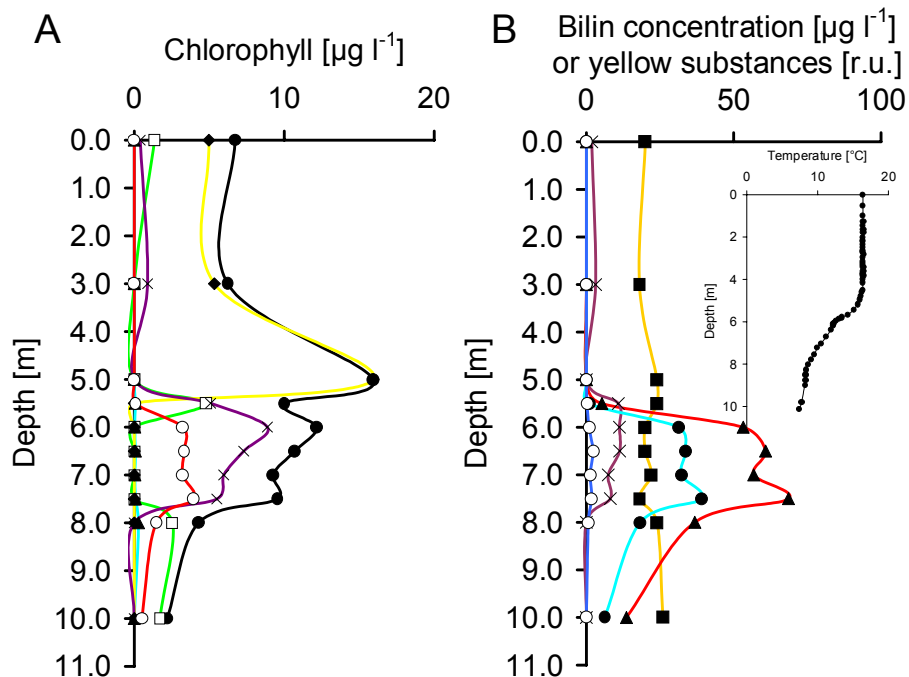 A
Chlorophyll [µg l-1]
0 10 20
0.0
1.0
2.0
3.0
4.0
5.0
6.0
7.0
8.0
9.0
10.0
11.0
Depth [m]
B
Bilin concentration [µg l-1]
or yellow substances [r.u.]
0 50 100
0.0
1.0
2.0
3.0
4.0
5.0
6.0
7.0
8.0
9.0
10.0
11.0
Depth [m]
Temperature [°C]
0 10 20
0
2
4
6
8
10
Depth [m]